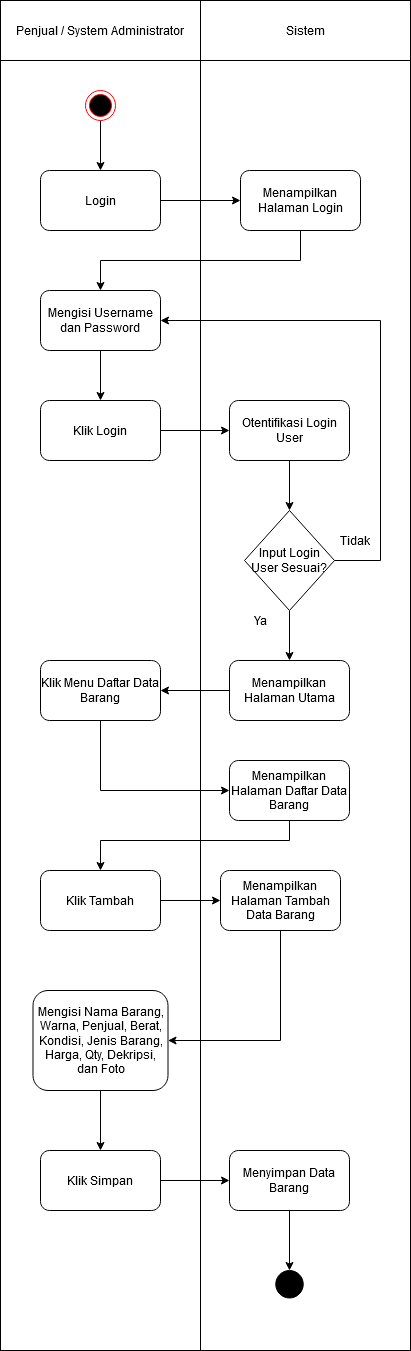 Penjual / System Administrator
Sistem
Login
Menampilkan
Halaman Login
Mengisi Username
dan Password
Klik Login
Otentifikasi Login
User
Input Login
User Sesuai?
Tidak
Ya
Klik Menu Daftar Data
Barang
Menampilkan
Halaman Utama
Menampilkan
Halaman Daftar Data
Barang
Klik Tambah
Menampilkan
Halaman Tambah
Data Barang
Mengisi Nama Barang,
Warna, Penjual, Berat,
Kondisi, Jenis Barang,
Harga, Qty, Dekripsi,
dan Foto
Klik Simpan
Menyimpan Data
Barang